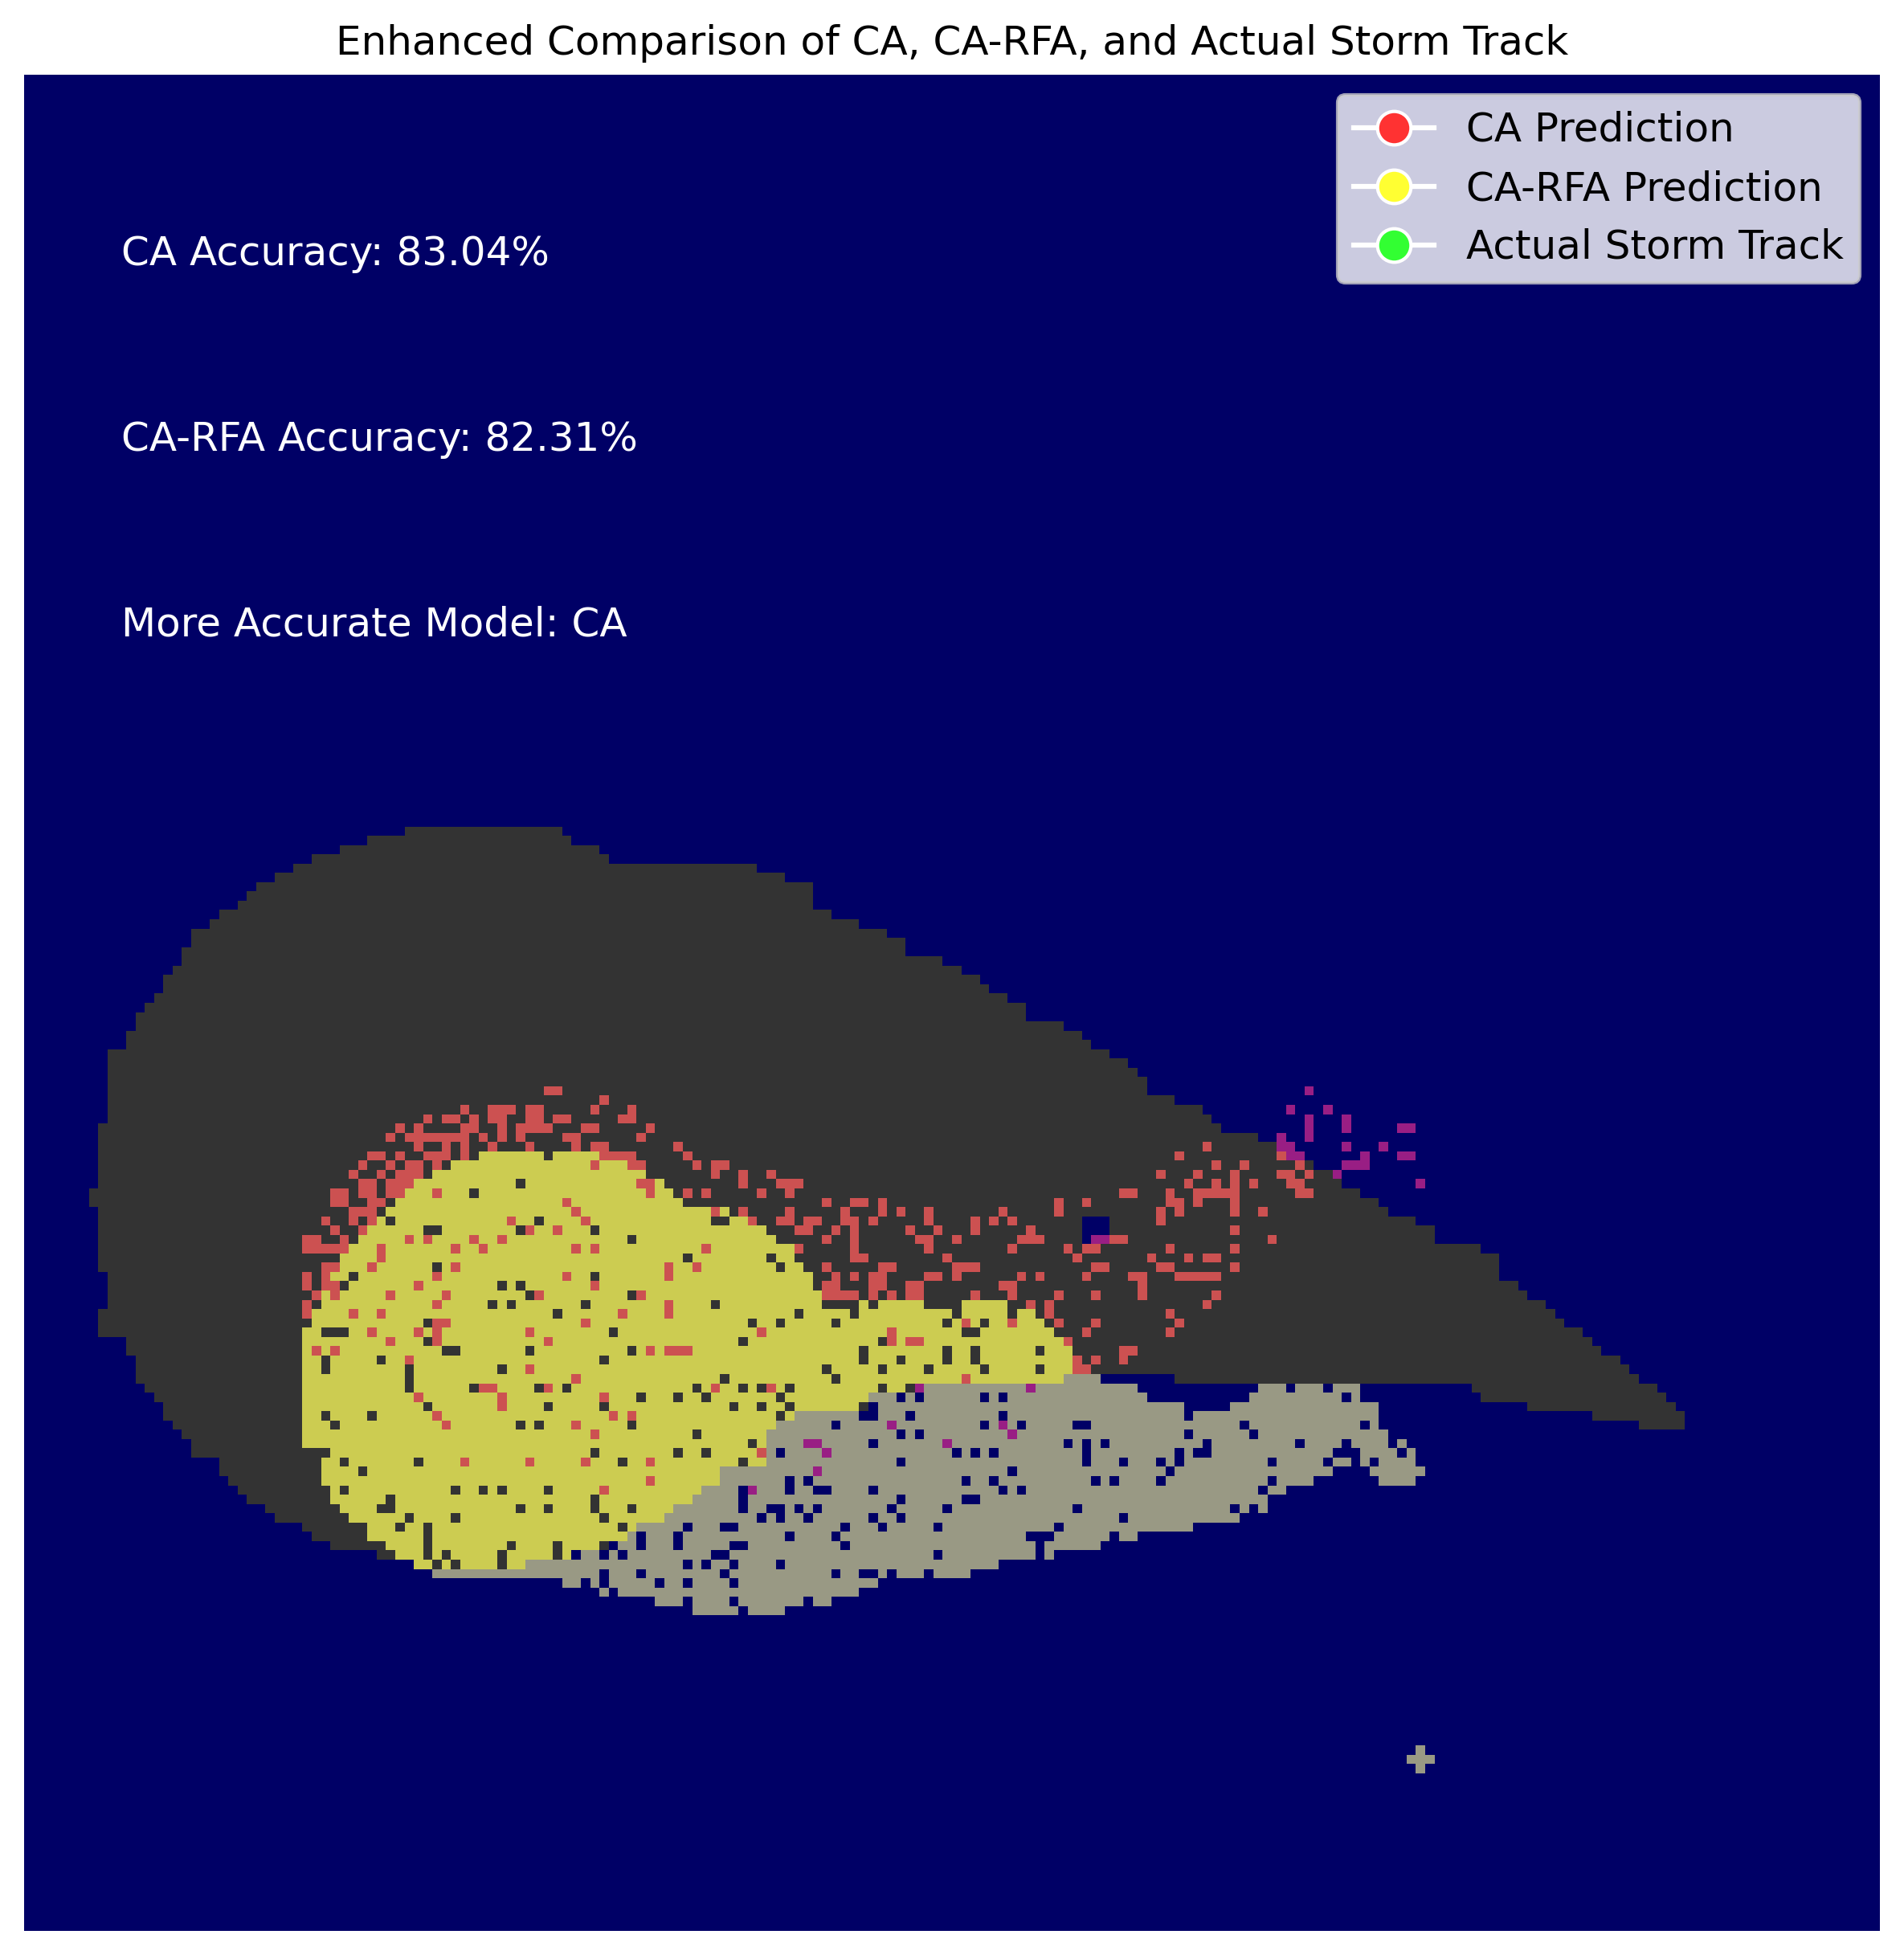 Enhanced Comparison of CA, CA-RFA, and Actual Storm Track
CA Prediction
CA-RFA Prediction
Actual Storm Track
CA Accuracy: 83.04%
CA-RFA Accuracy: 82.31%
More Accurate Model: CA